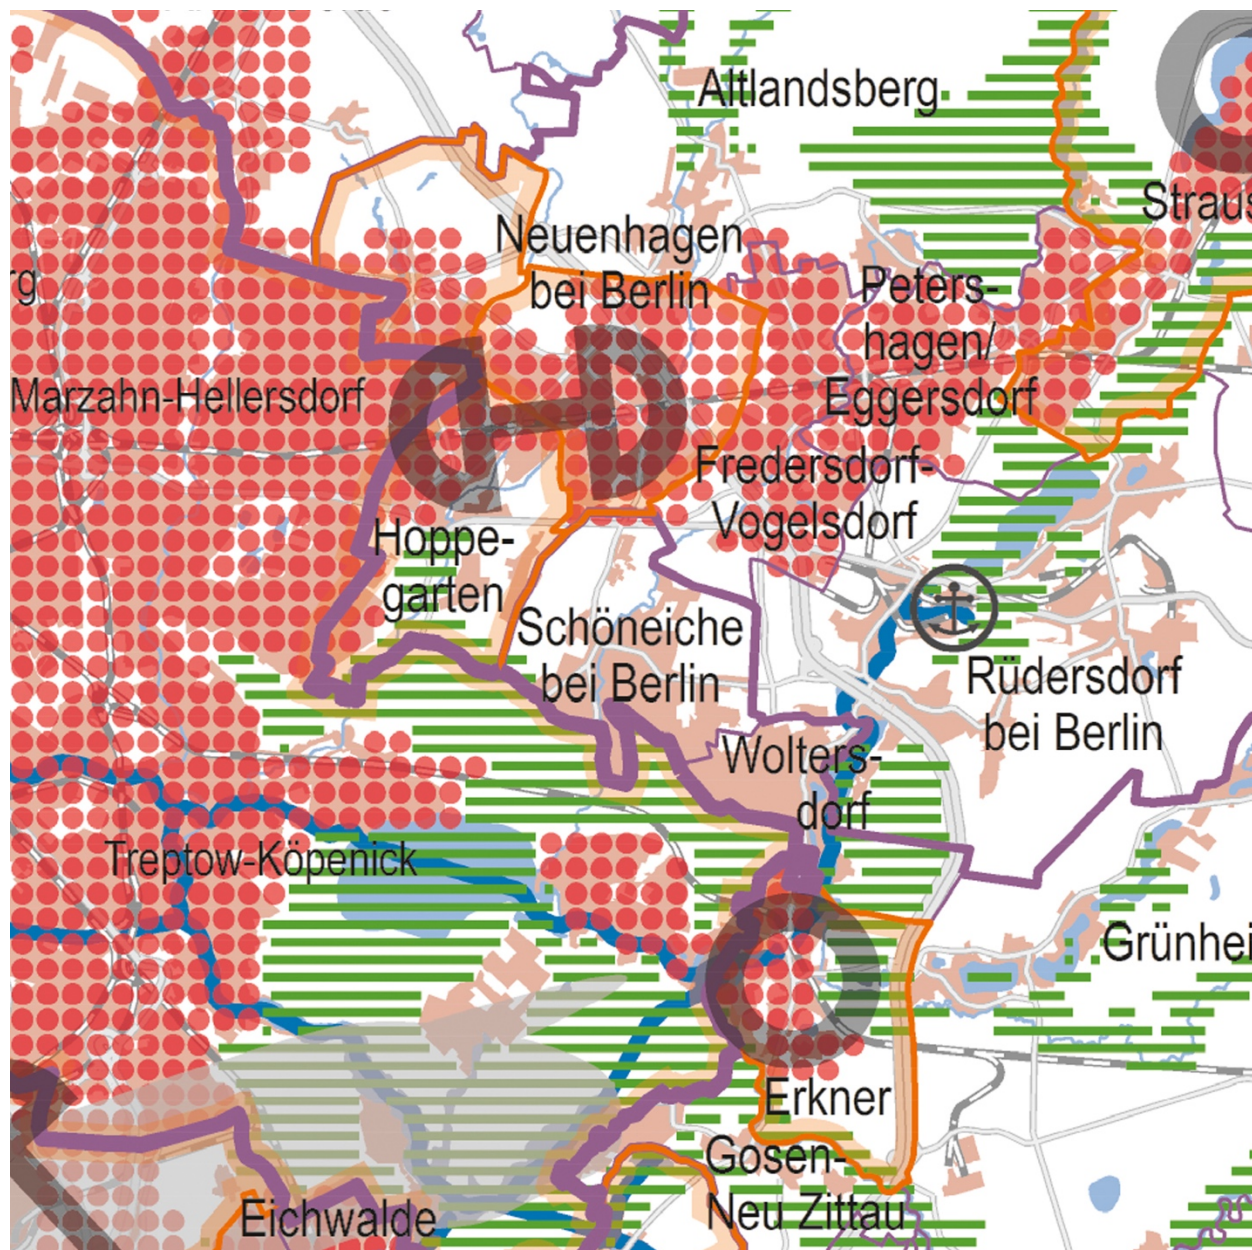 Altlandsberg
Neuenhagen
bei Berlin
Straus
Peters-
hagen/
Eggersdorf
rg
Marzahn-Hellersdorf
Fredersdorf-
Vogelsdorf
Hoppe-
garten
Schöneiche
bei Berlin
Rüdersdorf
bei Berlin
Wolters-
dorf
Treptow-Köpenick
Grünhei
Erkner
Gosen-
Neu Zittau
Eichwalde